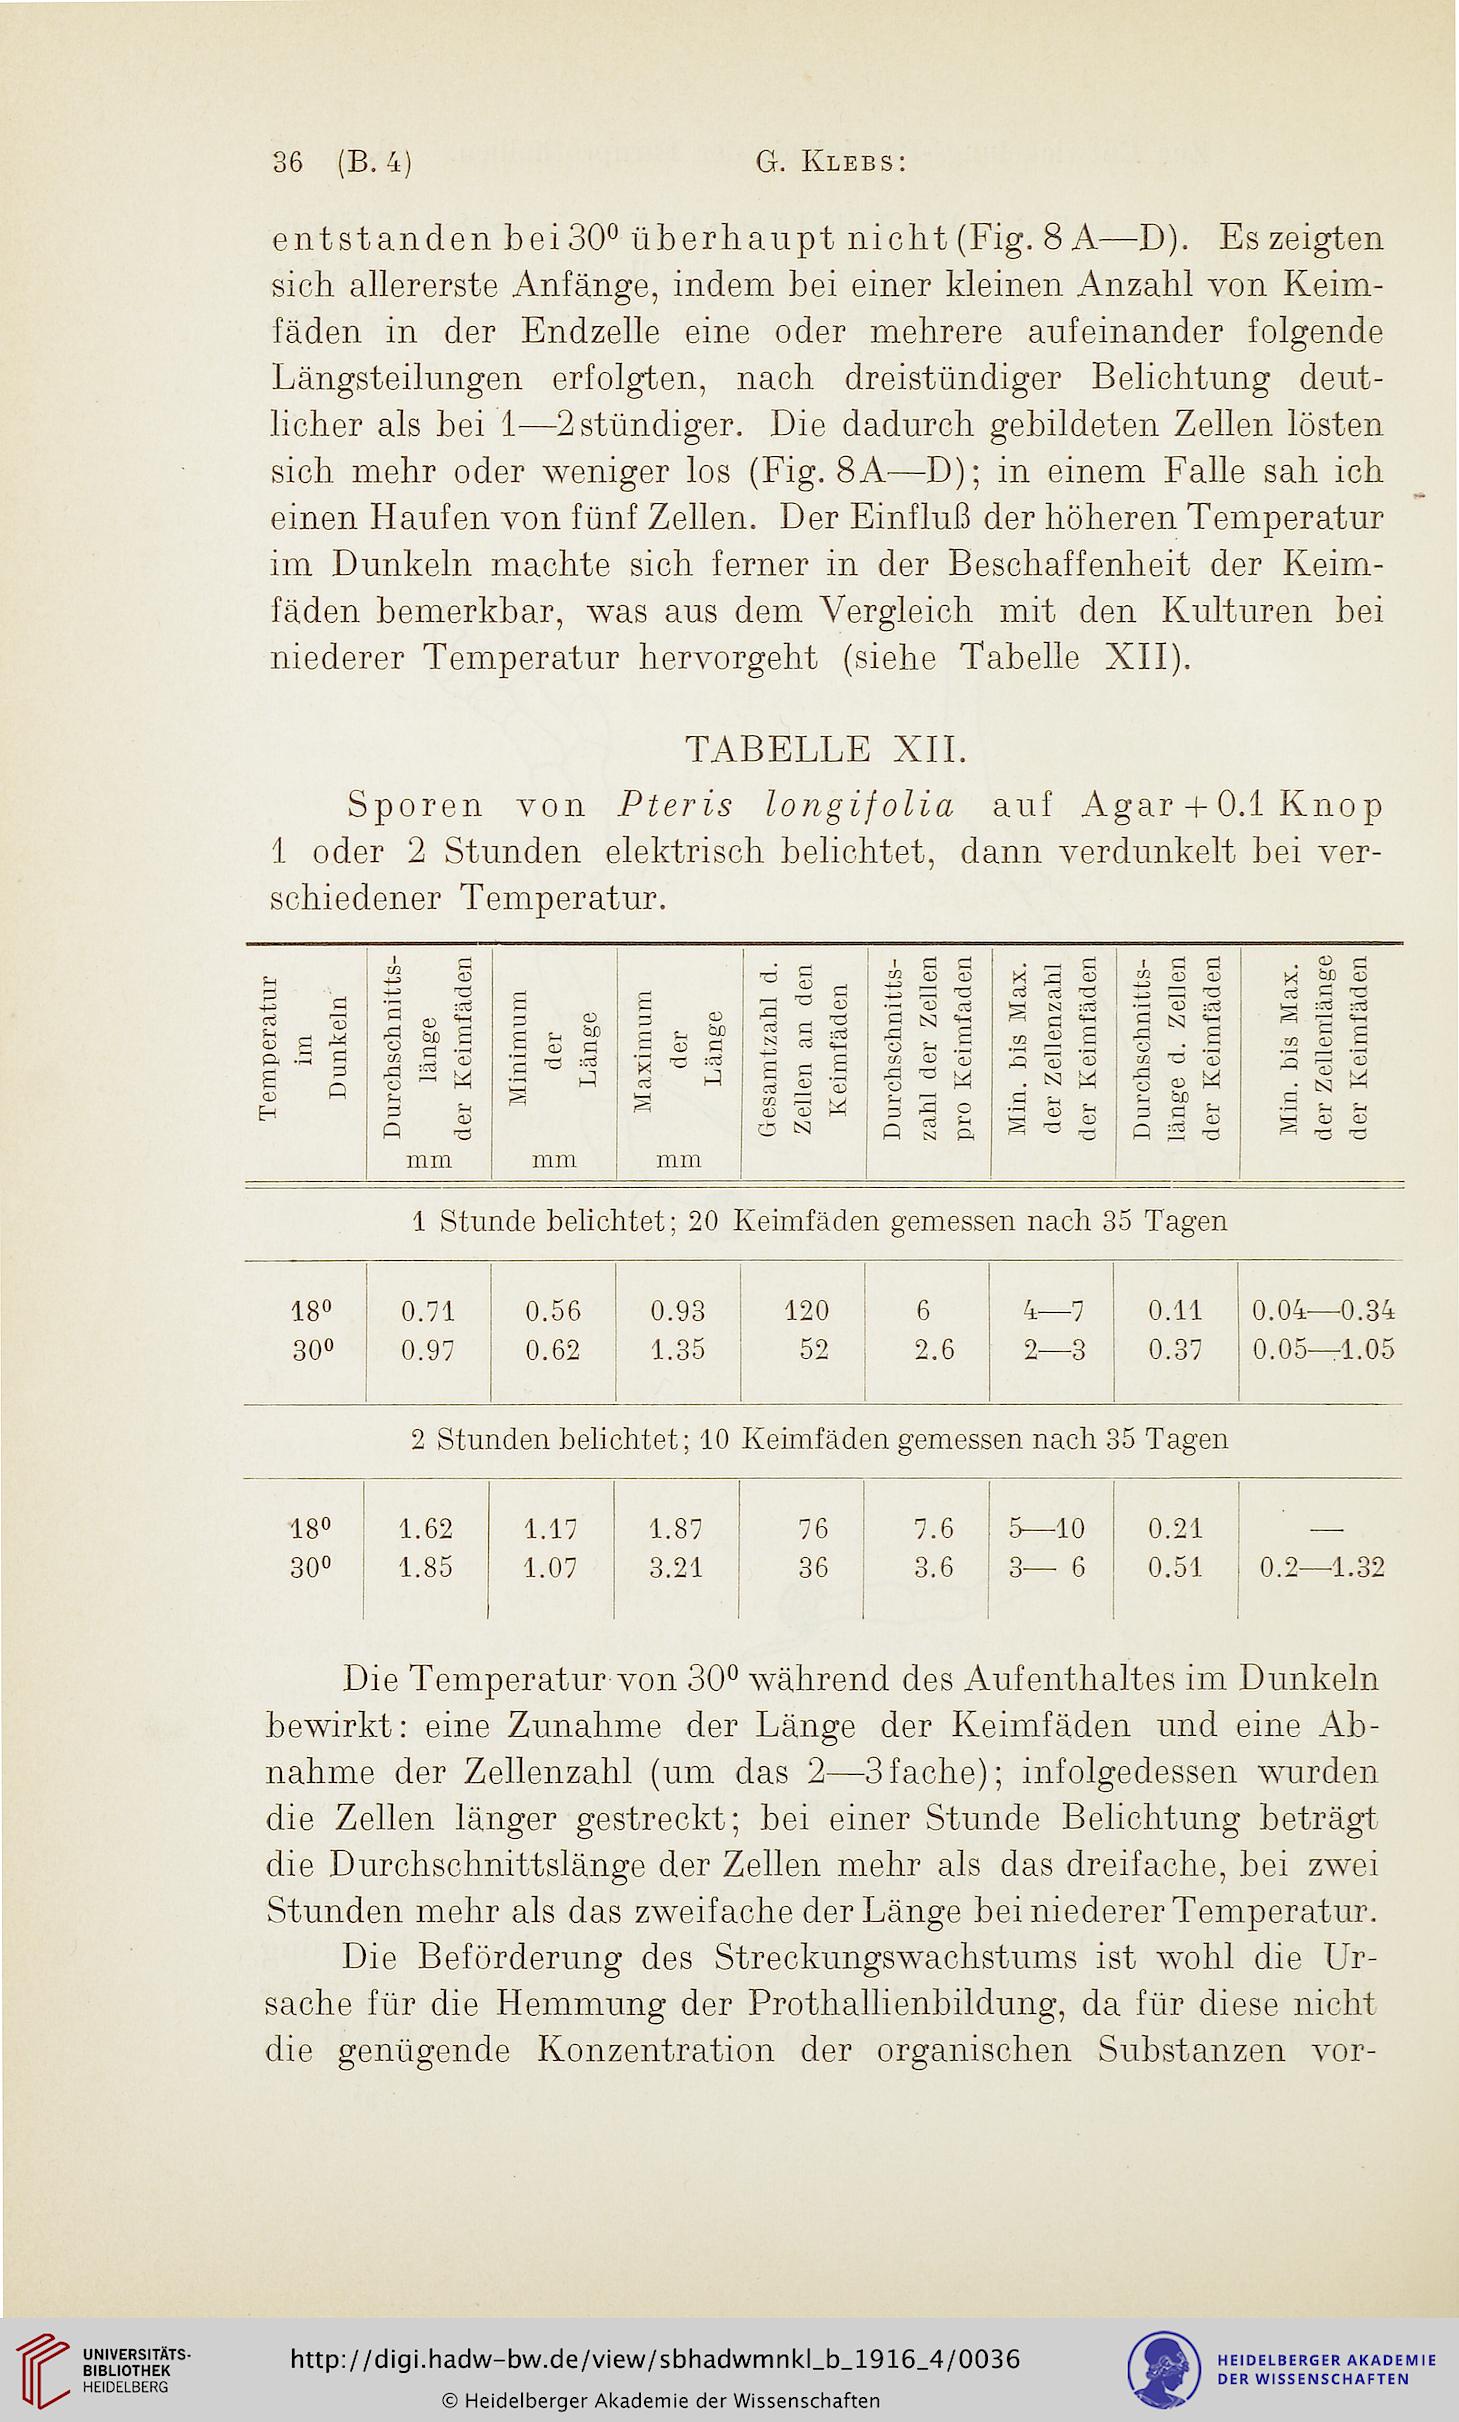 36 (B. 4) G. Klebs:
entstanden bei 30⁰ überhaupt nicht (Fig. 8 A—D). Es zeigten
sich allererste Anfänge, indem bei einer kleinen Anzahl von Keim-
fäden in der Endzelle eine oder mehrere aufeinander folgende
Längsteilungen erfolgten, nach dreistündiger Belichtung deut-
licher als bei 1—2stündiger. Die dadurch gebildeten Zellen lösten
sich mehr oder weniger los (Fig. 8A—D); in einem Falle sah ich
einen Haufen von fünf Zellen. Der Einfluß der höheren Temperatur
im Dunkeln machte sich ferner in der Beschaffenheit der Keim-
fäden bemerkbar, was aus dem Vergleich mit den Kulturen bei
niederer Temperatur hervorgeht (siehe Tabelle XII).
TABELLE XII.
Sporen von Pteris longifolia auf Agar + 0.1 Knop
1 oder 2 Stunden elektrisch belichtet, dann verdunkelt bei ver-
schiedener Temperatur.
Temperatur
im
Dunkeln
Durchschnitts-
länge
der Keimfäden
mm
Minimum
der
Länge
mm
Maximum
der
Länge
mm
Gesamtzahl d.
Zellen an den
Keimfäden
Durchschnitts-
zahl der Zellen
pro Keimfaden
Min. bis Max.
der Zellenzahl
der Keimfäden
Durchschnitts-
länge d. Zellen
der Keimfäden
Min. bis Max.
der Zellenlänge
der Keimfäden
1 Stunde belichtet; 20 Keimfäden gemessen nach 35 Tagen
18⁰ 0.71 0.56 0.93 120 6 4—7 0.11 0.04—0.34
30⁰ 0.97 0.62 1.35 52 2.6 2—3 0.37 0.05—1.05
2 Stunden belichtet; 10 Keimfäden gemessen nach 35 Tagen
18⁰ 1.62 1.17 1.87 76 7.6 5—10 0.21 —
30⁰ 1.85 1.07 3.21 36 3.6 3— 6 0.51 0.2—1.32
Die Temperatur von 30⁰ während des Aufenthaltes im Dunkeln
bewirkt: eine Zunahme der Länge der Keimfäden und eine Ab-
nahme der Zellenzahl (um das 2—3fache); infolgedessen wurden
die Zellen länger gestreckt; bei einer Stunde Belichtung beträgt
die Durchschnittslänge der Zellen mehr als das dreifache, bei zwei
Stunden mehr als das zweifache der Länge bei niederer Temperatur.
Die Beförderung des Streckungswachstums ist wohl die Ur-
sache für die Hemmung der Prothallienbildung, da für diese nicht
die genügende Konzentration der organischen Substanzen vor-
UNIVERSITÄTS-
BIBLIOTHEK
HEIDELBERG
http://digi.hadw-bw.de/view/sbhadwmnkl_b_1916_4/0036
© Heidelberger Akademie der Wissenschaften
HEIDELBERGER AKADEMIE
DER WISSENSCHAFTEN